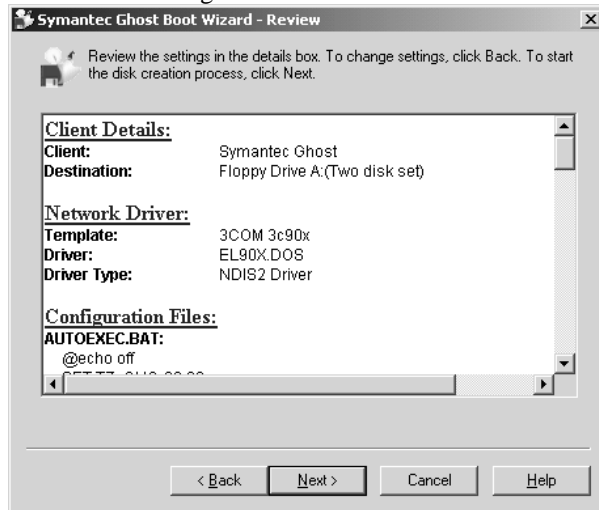 Symantec Ghost Boot Wizard - Review
Review the settings in the details box. To change settings, click Back. To start
the disk creation process, click Next.
Client Details:
Client: Symantec Ghost
Destination: Floppy Drive A:(Two disk set)
Network Driver:
Template: 3COM 3c90x
Driver: EL90X.DOS
Driver Type: NDIS2 Driver
Configuration Files:
AUTOEXEC.BAT:
@echo off
< Back Next > Cancel Help